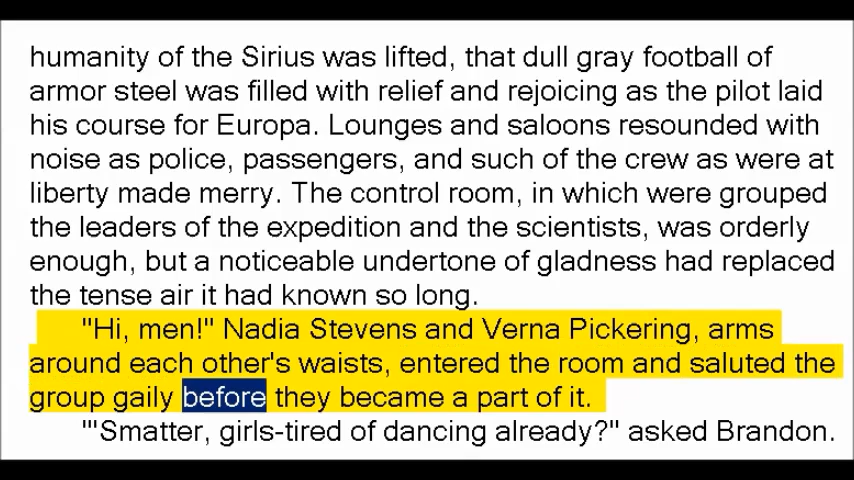 humanity of the Sirius was lifted, that dull gray football of
armor steel was filled with relief and rejoicing as the pilot laid
his course for Europa. Lounges and saloons resounded with
noise as police, passengers, and such of the crew as were at
liberty made merry. The control room, in which were grouped
the leaders of the expedition and the scientists, was orderly
enough, but a noticeable undertone of gladness had replaced
the tense air it had known so long.
"Hi, men!" Nadia Stevens and Verna Pickering, arms
around each other's waists, entered the room and saluted the
group gaily before they became a part of it.
"'Smatter, girls-tired of dancing already?" asked Brandon.